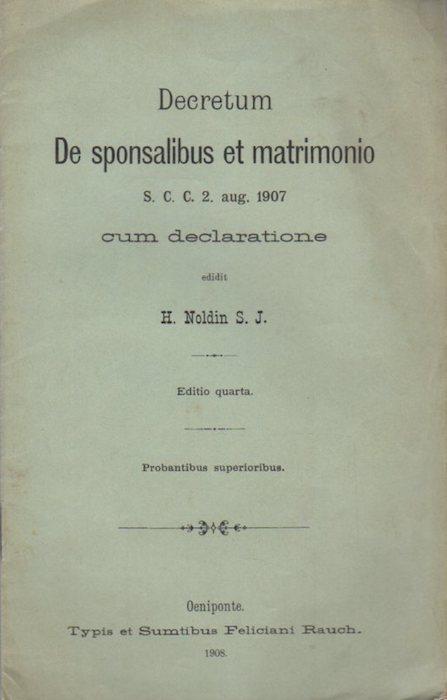 Decretum
De sponsalibus et matrimonio
S. C. C. 2. aug. 1907
cum declaratione
edidit
H. Noldin S. J.
Editio quarta.
Probantibus superioribus.
Oeniponte.
Typis et Sumtibus Feliciani Rauch.
1908.